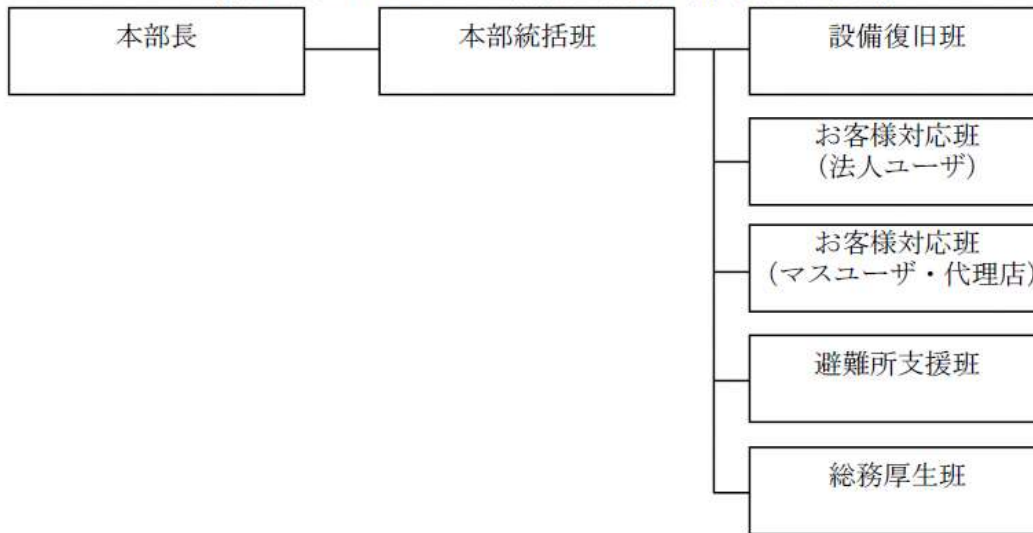 本部長
本部統括班
設備復旧班
お客様対応班
(法人ユーザ)
お客様対応班
(マスユーザ・代理店)
避難所支援班
総務厚生班